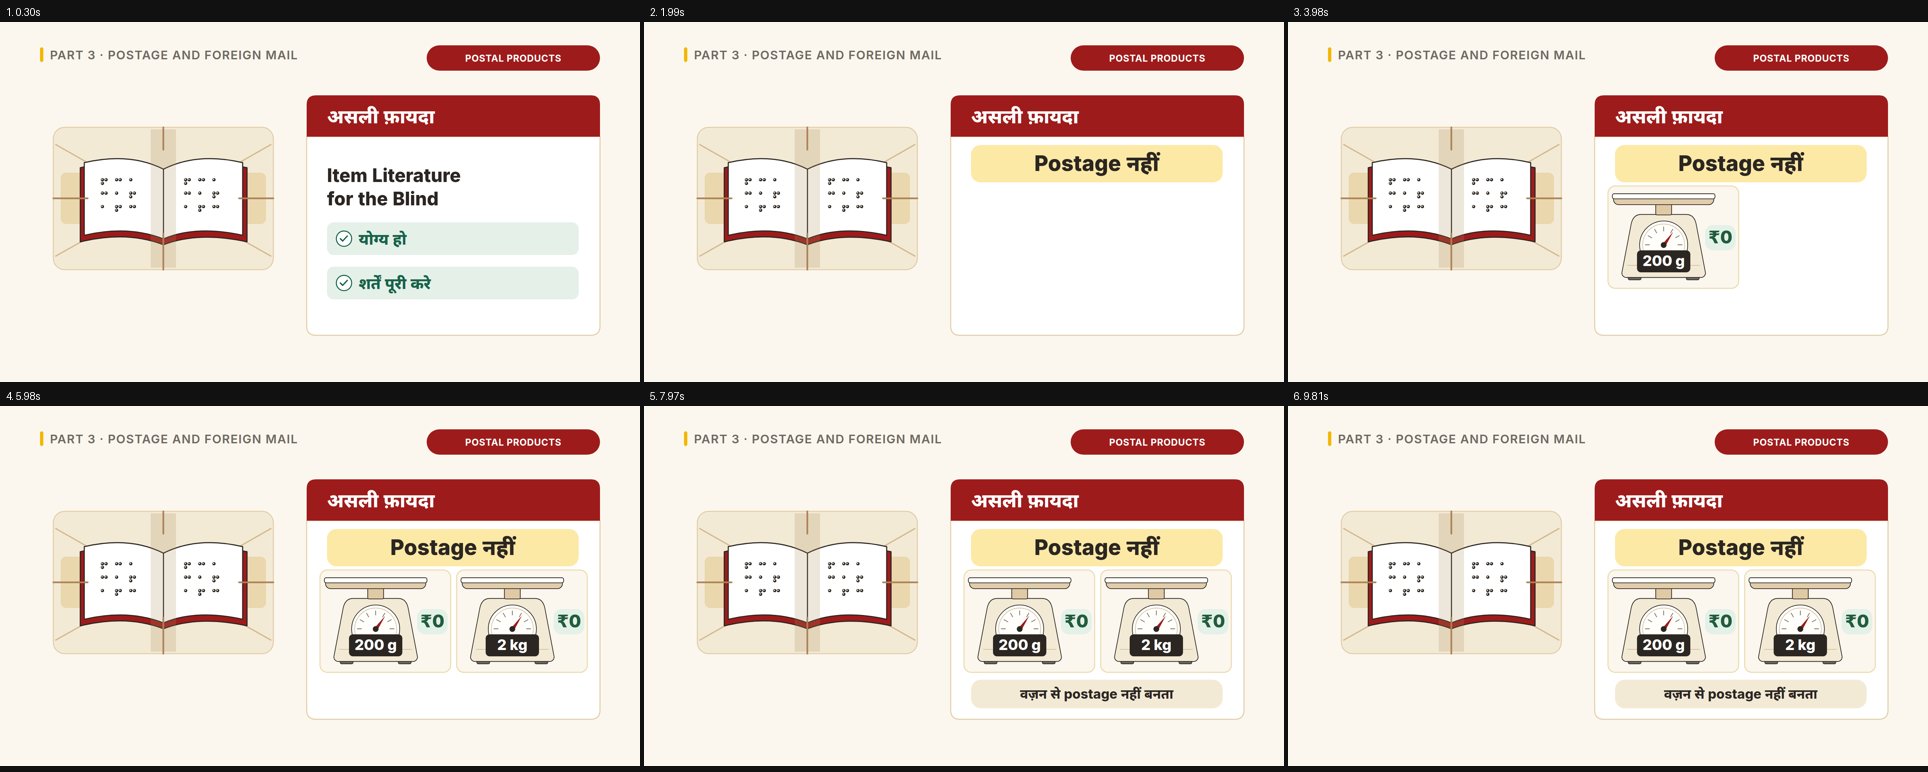 1. 0.30s
PART 3 · POSTAGE AND FOREIGN MAIL
POSTAL PRODUCTS
असली फ़ायदा
Item Literature
for the Blind
योग्य हो
शर्तें पूरी करे
2. 1.99s
PART 3 · POSTAGE AND FOREIGN MAIL
POSTAL PRODUCTS
असली फ़ायदा
Postage नहीं
3. 3.98s
PART 3 · POSTAGE AND FOREIGN MAIL
POSTAL PRODUCTS
असली फ़ायदा
Postage नहीं
₹0
200 g
4. 5.98s
PART 3 · POSTAGE AND FOREIGN MAIL
POSTAL PRODUCTS
असली फ़ायदा
Postage नहीं
₹0
₹0
200 g
2 kg
5. 7.97s
PART 3 · POSTAGE AND FOREIGN MAIL
POSTAL PRODUCTS
असली फ़ायदा
Postage नहीं
₹0
₹0
200 g
2 kg
वज़न से postage नहीं बनता
6. 9.81s
PART 3 · POSTAGE AND FOREIGN MAIL
POSTAL PRODUCTS
असली फ़ायदा
Postage नहीं
₹0
₹0
200 g
2 kg
वज़न से postage नहीं बनता